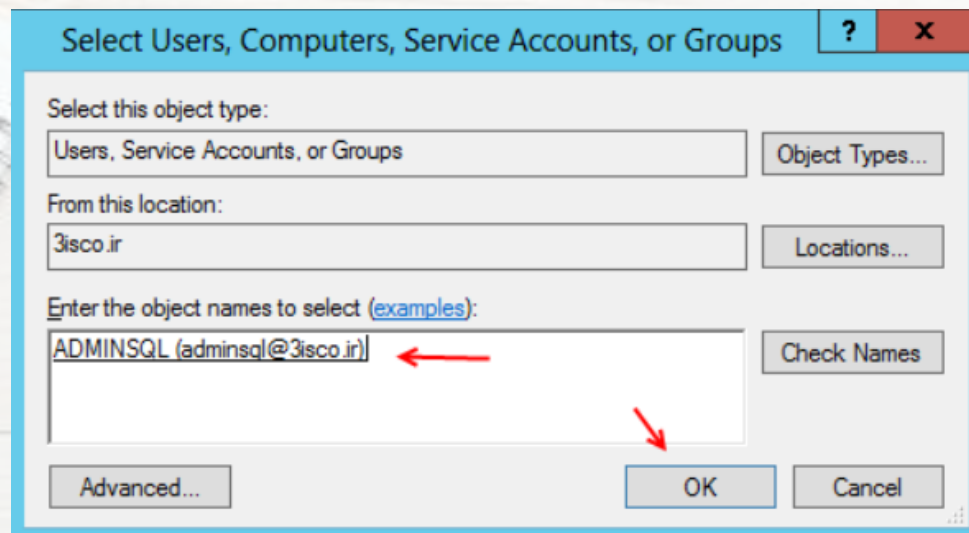 Select Users, Computers, Service Accounts, or Groups
?
x
Select this object type:
Users, Service Accounts, or Groups
Object Types...
From this location:
3isco.ir
Locations...
Enter the object names to select (examples):
ADMINSQL (adminsql@3isco.ir)
Check Names
Advanced...
OK
Cancel